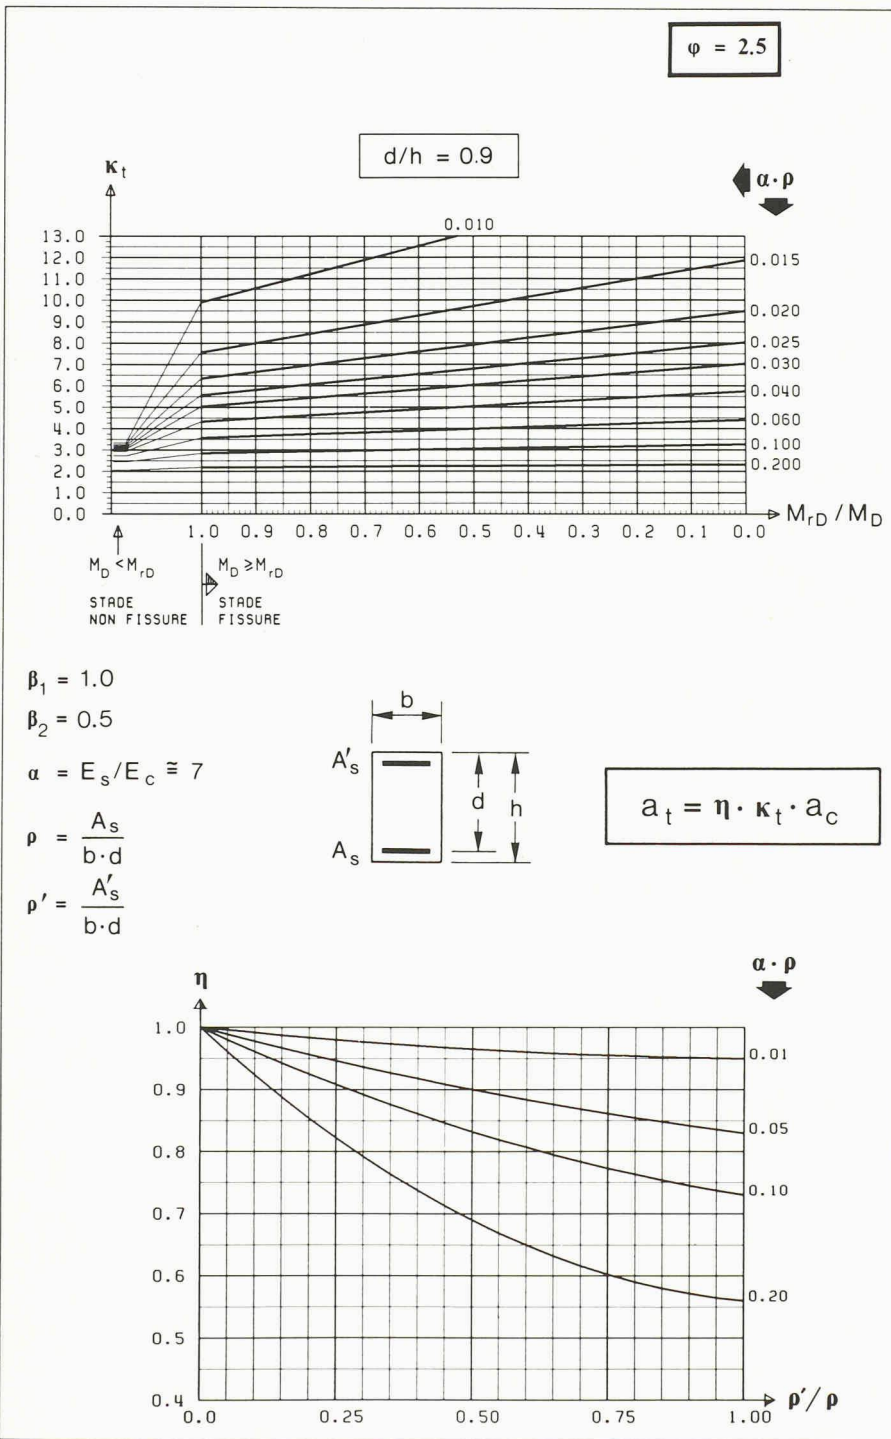 φ = 2.5
d/h = 0.9
κt
α·ρ
0.010
13.0
12.0
11.0
10.0
9.0
8.0
7.0
6.0
5.0
4.0
3.0
2.0
1.0
0.0
0.015
0.020
0.025
0.030
0.040
0.060
0.100
0.200
1.0 0.9 0.8 0.7 0.6 0.5 0.4 0.3 0.2 0.1 0.0
MrD / MD
MD < MrD
STADE
NON FISSURE
MD ≥ MrD
STADE
FISSURE
β1 = 1.0
β2 = 0.5
α = Es/Ec ≅ 7
ρ = As / b·d
ρ' = A's / b·d
b
A's
As
d
h
at = η · κt · ac
η
α·ρ
1.0
0.9
0.8
0.7
0.6
0.5
0.4
0.01
0.05
0.10
0.20
0.0 0.25 0.50 0.75 1.00
ρ'/ρ